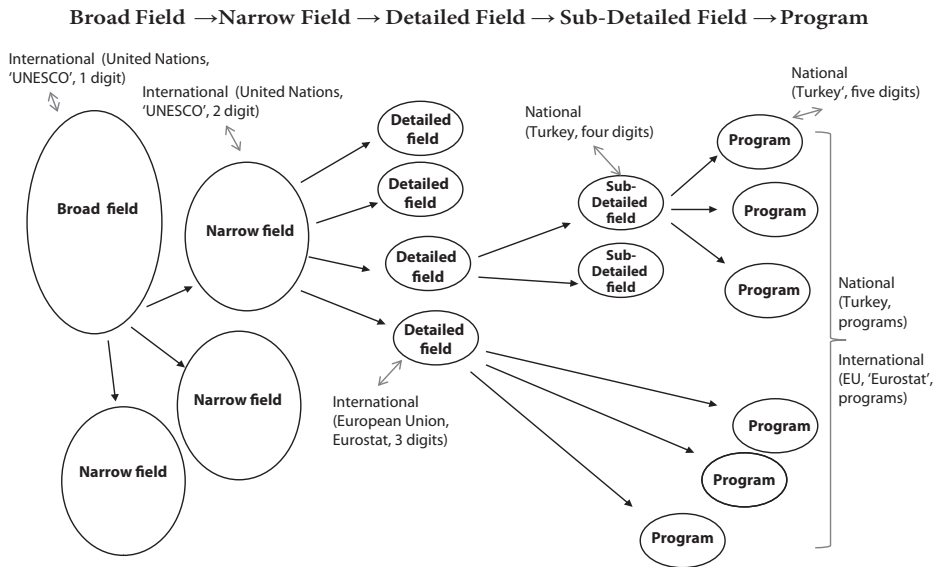 Broad Field → Narrow Field → Detailed Field → Sub-Detailed Field → Program
International (United Nations,
'UNESCO', 1 digit)
International (United Nations,
'UNESCO', 2 digit)
National
(Turkey, four digits)
National
(Turkey', five digits)
Broad field
Narrow field
Narrow field
Narrow field
Detailed
field
Detailed
field
Detailed
field
Detailed
field
International
(European Union,
Eurostat, 3 digits)
Sub-
Detailed
field
Sub-
Detailed
field
Program
Program
Program
Program
Program
Program
National
(Turkey,
programs)
International
(EU, 'Eurostat',
programs)